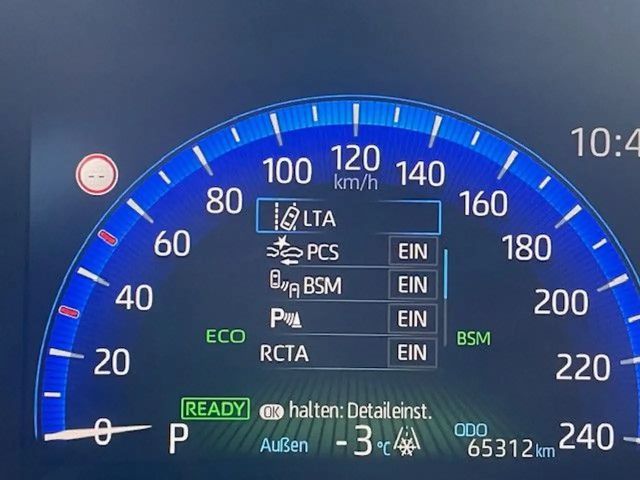 10:4
120
km/h
100
140
80
160
60
180
40
200
20
220
0
240
--
LTA
PCS EIN
BSM EIN
P EIN
RCTA EIN
ECO
BSM
READY
OK halten: Detaileinst.
P
Außen -3°C
ODO
65312 km